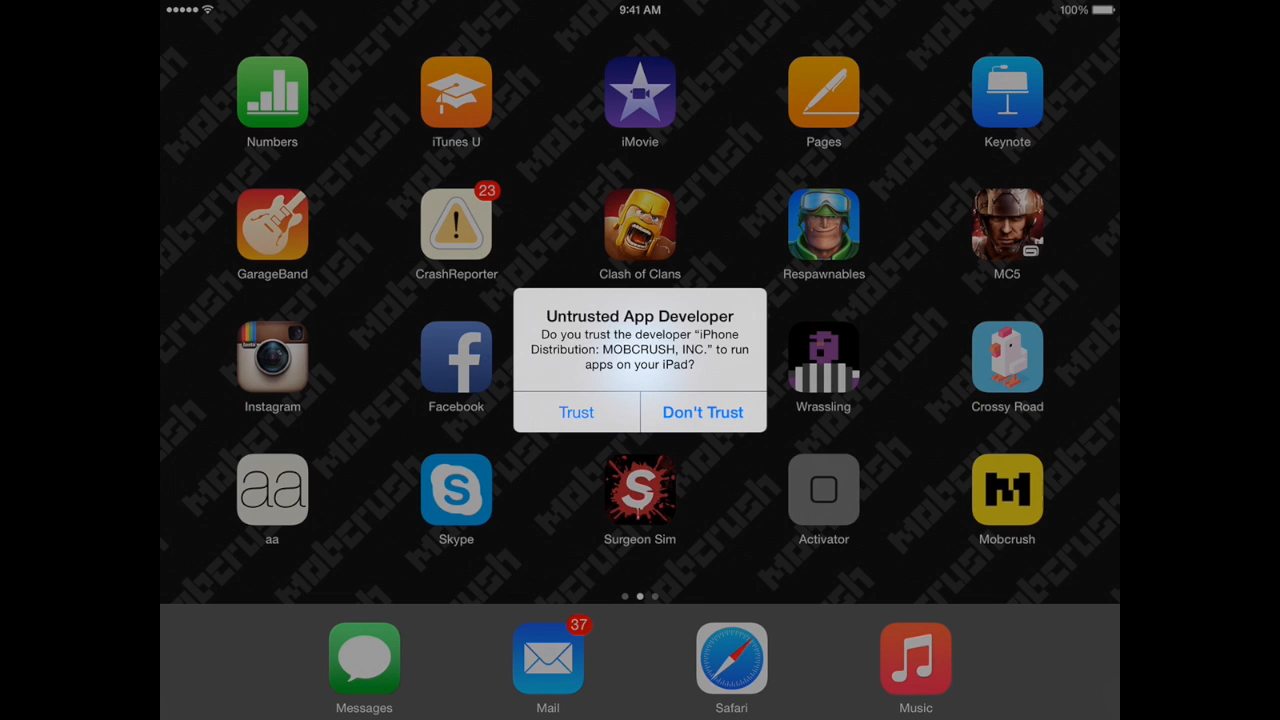 9:41 AM
100%
Numbers
iTunes U
iMovie
Pages
Keynote
23
GarageBand
CrashReporter
Clash of Clans
Respawnables
MC5
Untrusted App Developer
Do you trust the developer “iPhone
Distribution: MOBCRUSH, INC.” to run
apps on your iPad?
Trust
Don't Trust
Instagram
Facebook
Wrassling
Crossy Road
aa
aa
Skype
Surgeon Sim
Activator
Mobcrush
37
Messages
Mail
Safari
Music
mobcrush